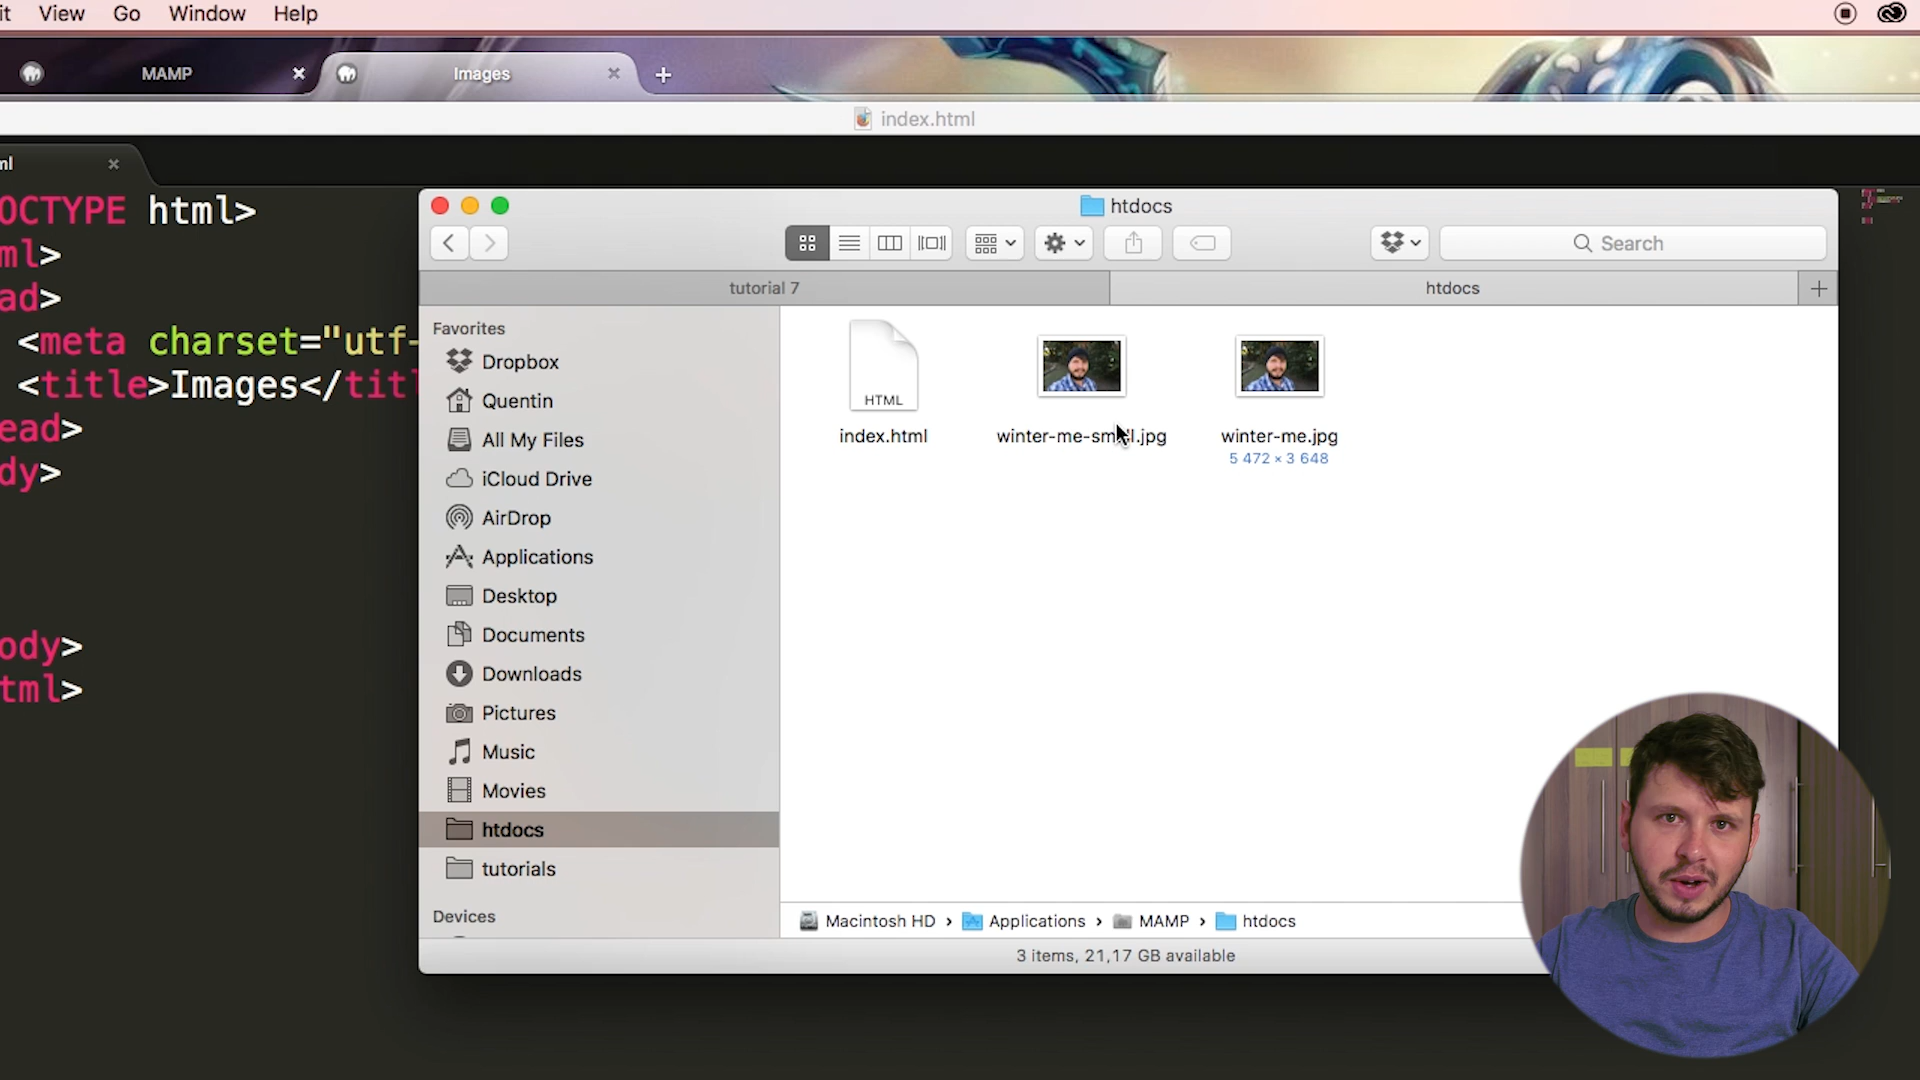 it View Go Window Help
MAMP
Images
index.html
ml
OCTYPE html>
ml>
ad>
<meta charset="utf-
<title>Images</titl
ead>
dy>
ody>
tml>
htdocs
Search
tutorial 7
htdocs
Favorites
Dropbox
Quentin
All My Files
iCloud Drive
AirDrop
Applications
Desktop
Documents
Downloads
Pictures
Music
Movies
htdocs
tutorials
Devices
HTML
index.html
winter-me-small.jpg
winter-me.jpg
5 472 × 3 648
Macintosh HD › Applications › MAMP › htdocs
3 items, 21,17 GB available